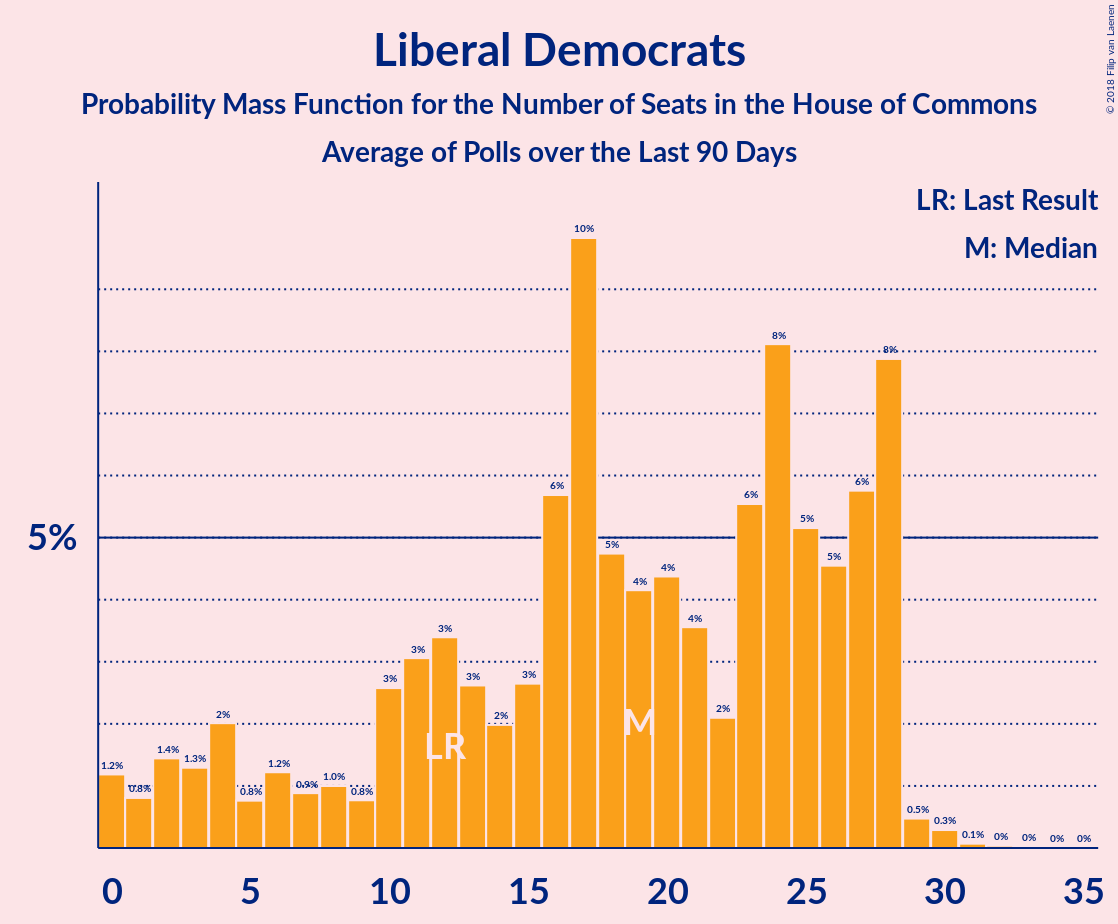 Liberal Democrats
Probability Mass Function for the Number of Seats in the House of Commons
Average of Polls over the Last 90 Days
© 2018 Filip van Laenen
LR: Last Result
M: Median
5%
1.2% 0.8% 1.4% 1.3% 2% 0.8% 1.2% 0.9% 1.0% 0.8% 3% 3% 3% 3% 2% 3% 6% 10% 5% 4% 4% 4% 2% 6% 8% 5% 5% 6% 8% 0.5% 0.3% 0.1% 0% 0% 0% 0%
LR M
0 5 10 15 20 25 30 35